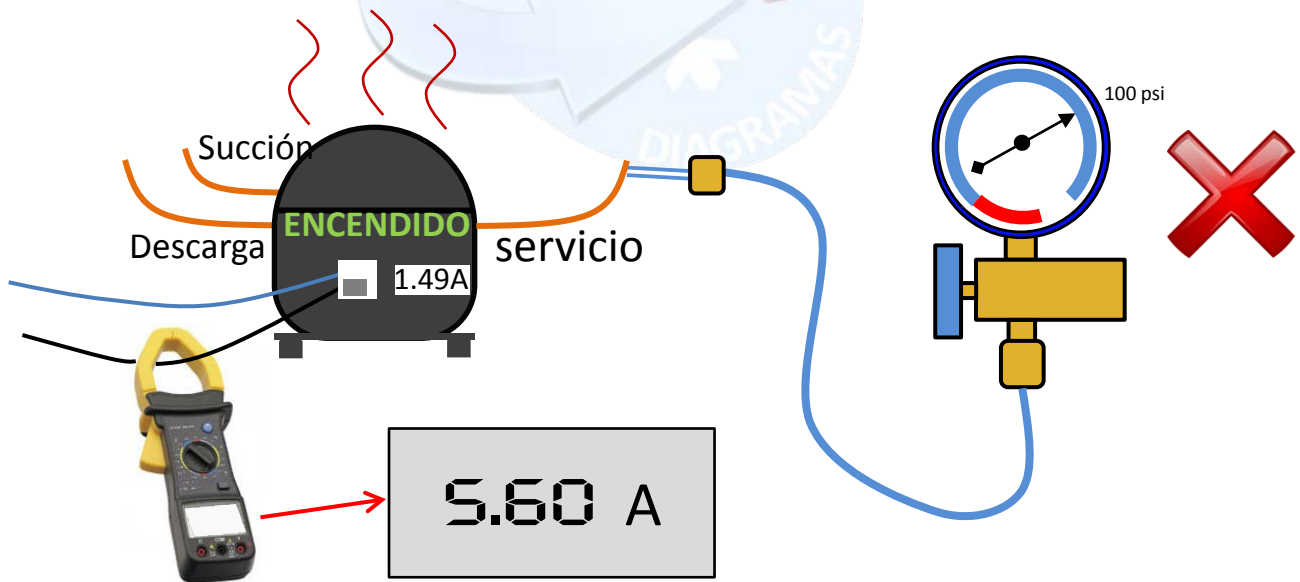 DIAGRAMAS
100 psi
Succión
ENCENDIDO
Descarga
servicio
1.49A
5.60 A